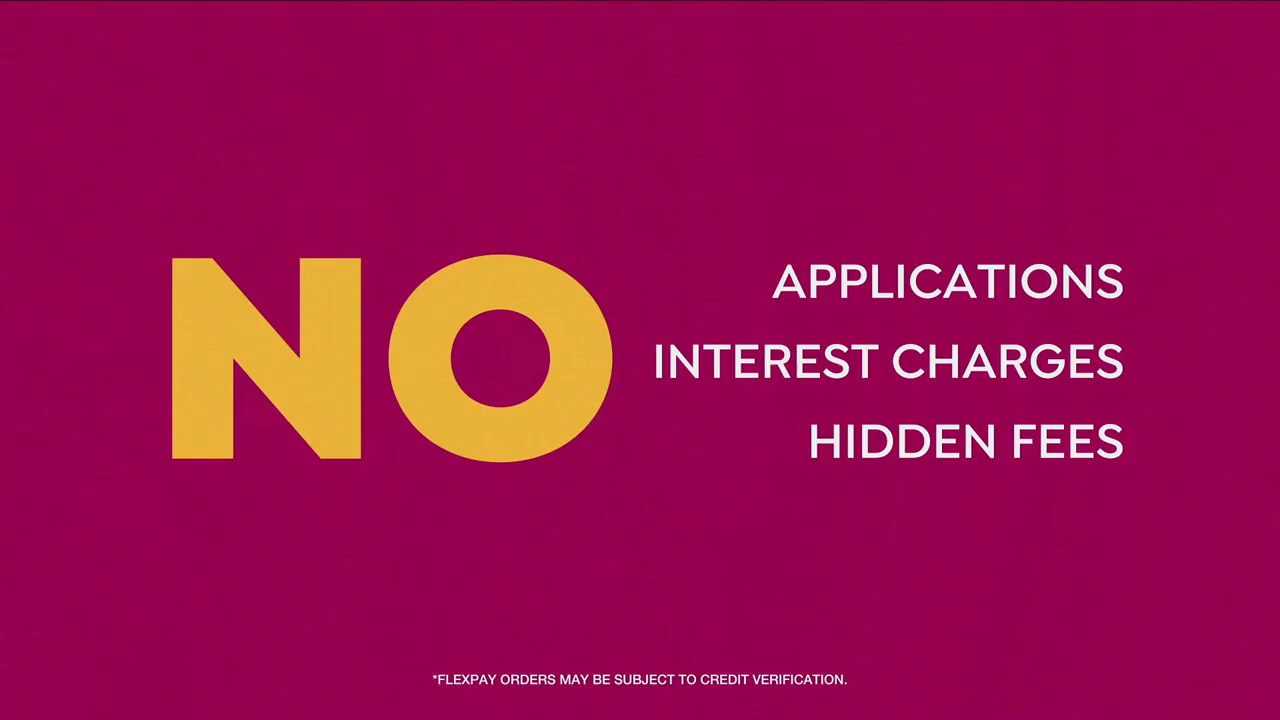 NO
APPLICATIONS
INTEREST CHARGES
HIDDEN FEES
*FLEXPAY ORDERS MAY BE SUBJECT TO CREDIT VERIFICATION.